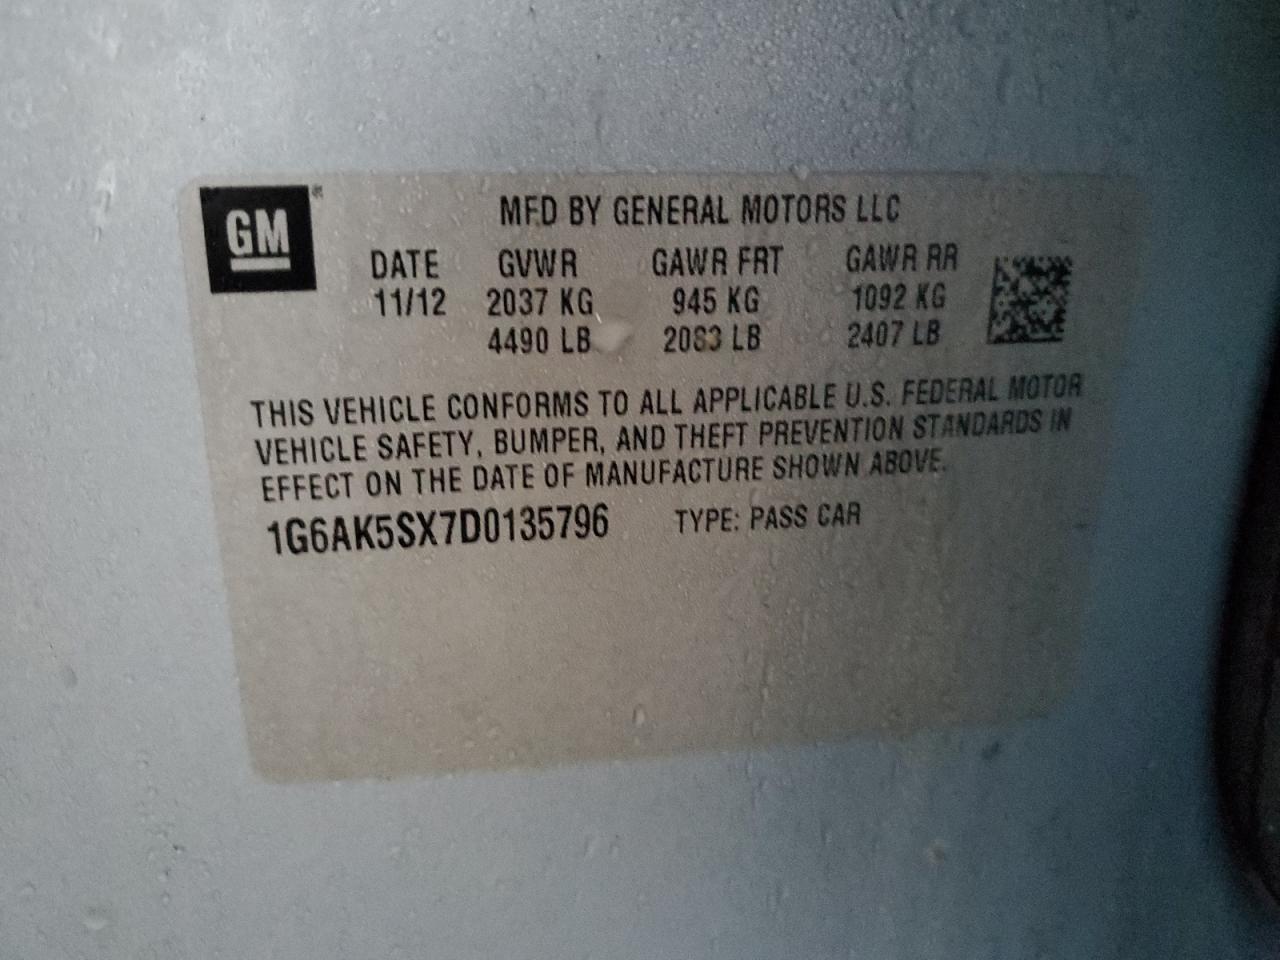 GM®
MFD BY GENERAL MOTORS LLC
DATE GVWR GAWR FRT GAWR RR
11/12 2037 KG 945 KG 1092 KG
4490 LB 2083 LB 2407 LB
THIS VEHICLE CONFORMS TO ALL APPLICABLE U.S. FEDERAL MOTOR
VEHICLE SAFETY, BUMPER, AND THEFT PREVENTION STANDARDS IN
EFFECT ON THE DATE OF MANUFACTURE SHOWN ABOVE.
1G6AK5SX7D0135796 TYPE: PASS CAR